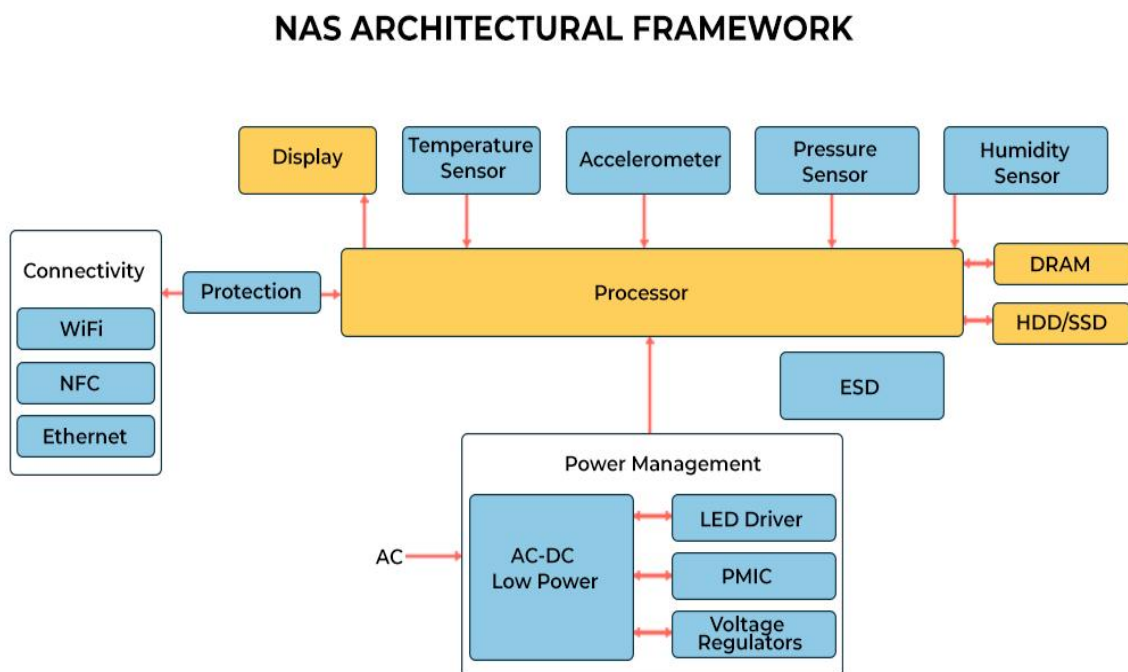 NAS ARCHITECTURAL FRAMEWORK
Display
Temperature
Sensor
Accelerometer
Pressure
Sensor
Humidity
Sensor
Connectivity
WiFi
NFC
Ethernet
Protection
Processor
DRAM
HDD/SSD
ESD
Power Management
AC
AC-DC
Low Power
LED Driver
PMIC
Voltage
Regulators